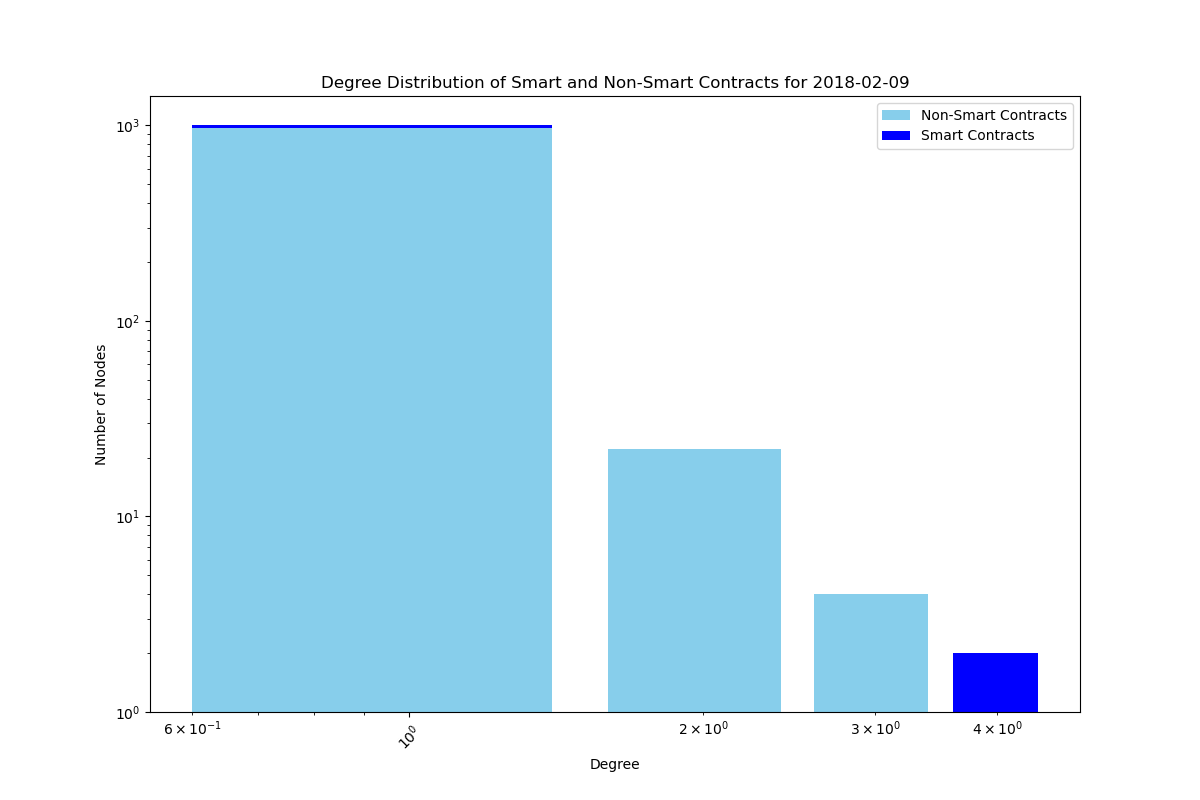 Degree Distribution of Smart and Non-Smart Contracts for 2018-02-09
Non-Smart Contracts
Smart Contracts
Number of Nodes
10³
10²
10¹
10⁰
6 × 10⁻¹
10⁰
2 × 10⁰
3 × 10⁰
4 × 10⁰
Degree